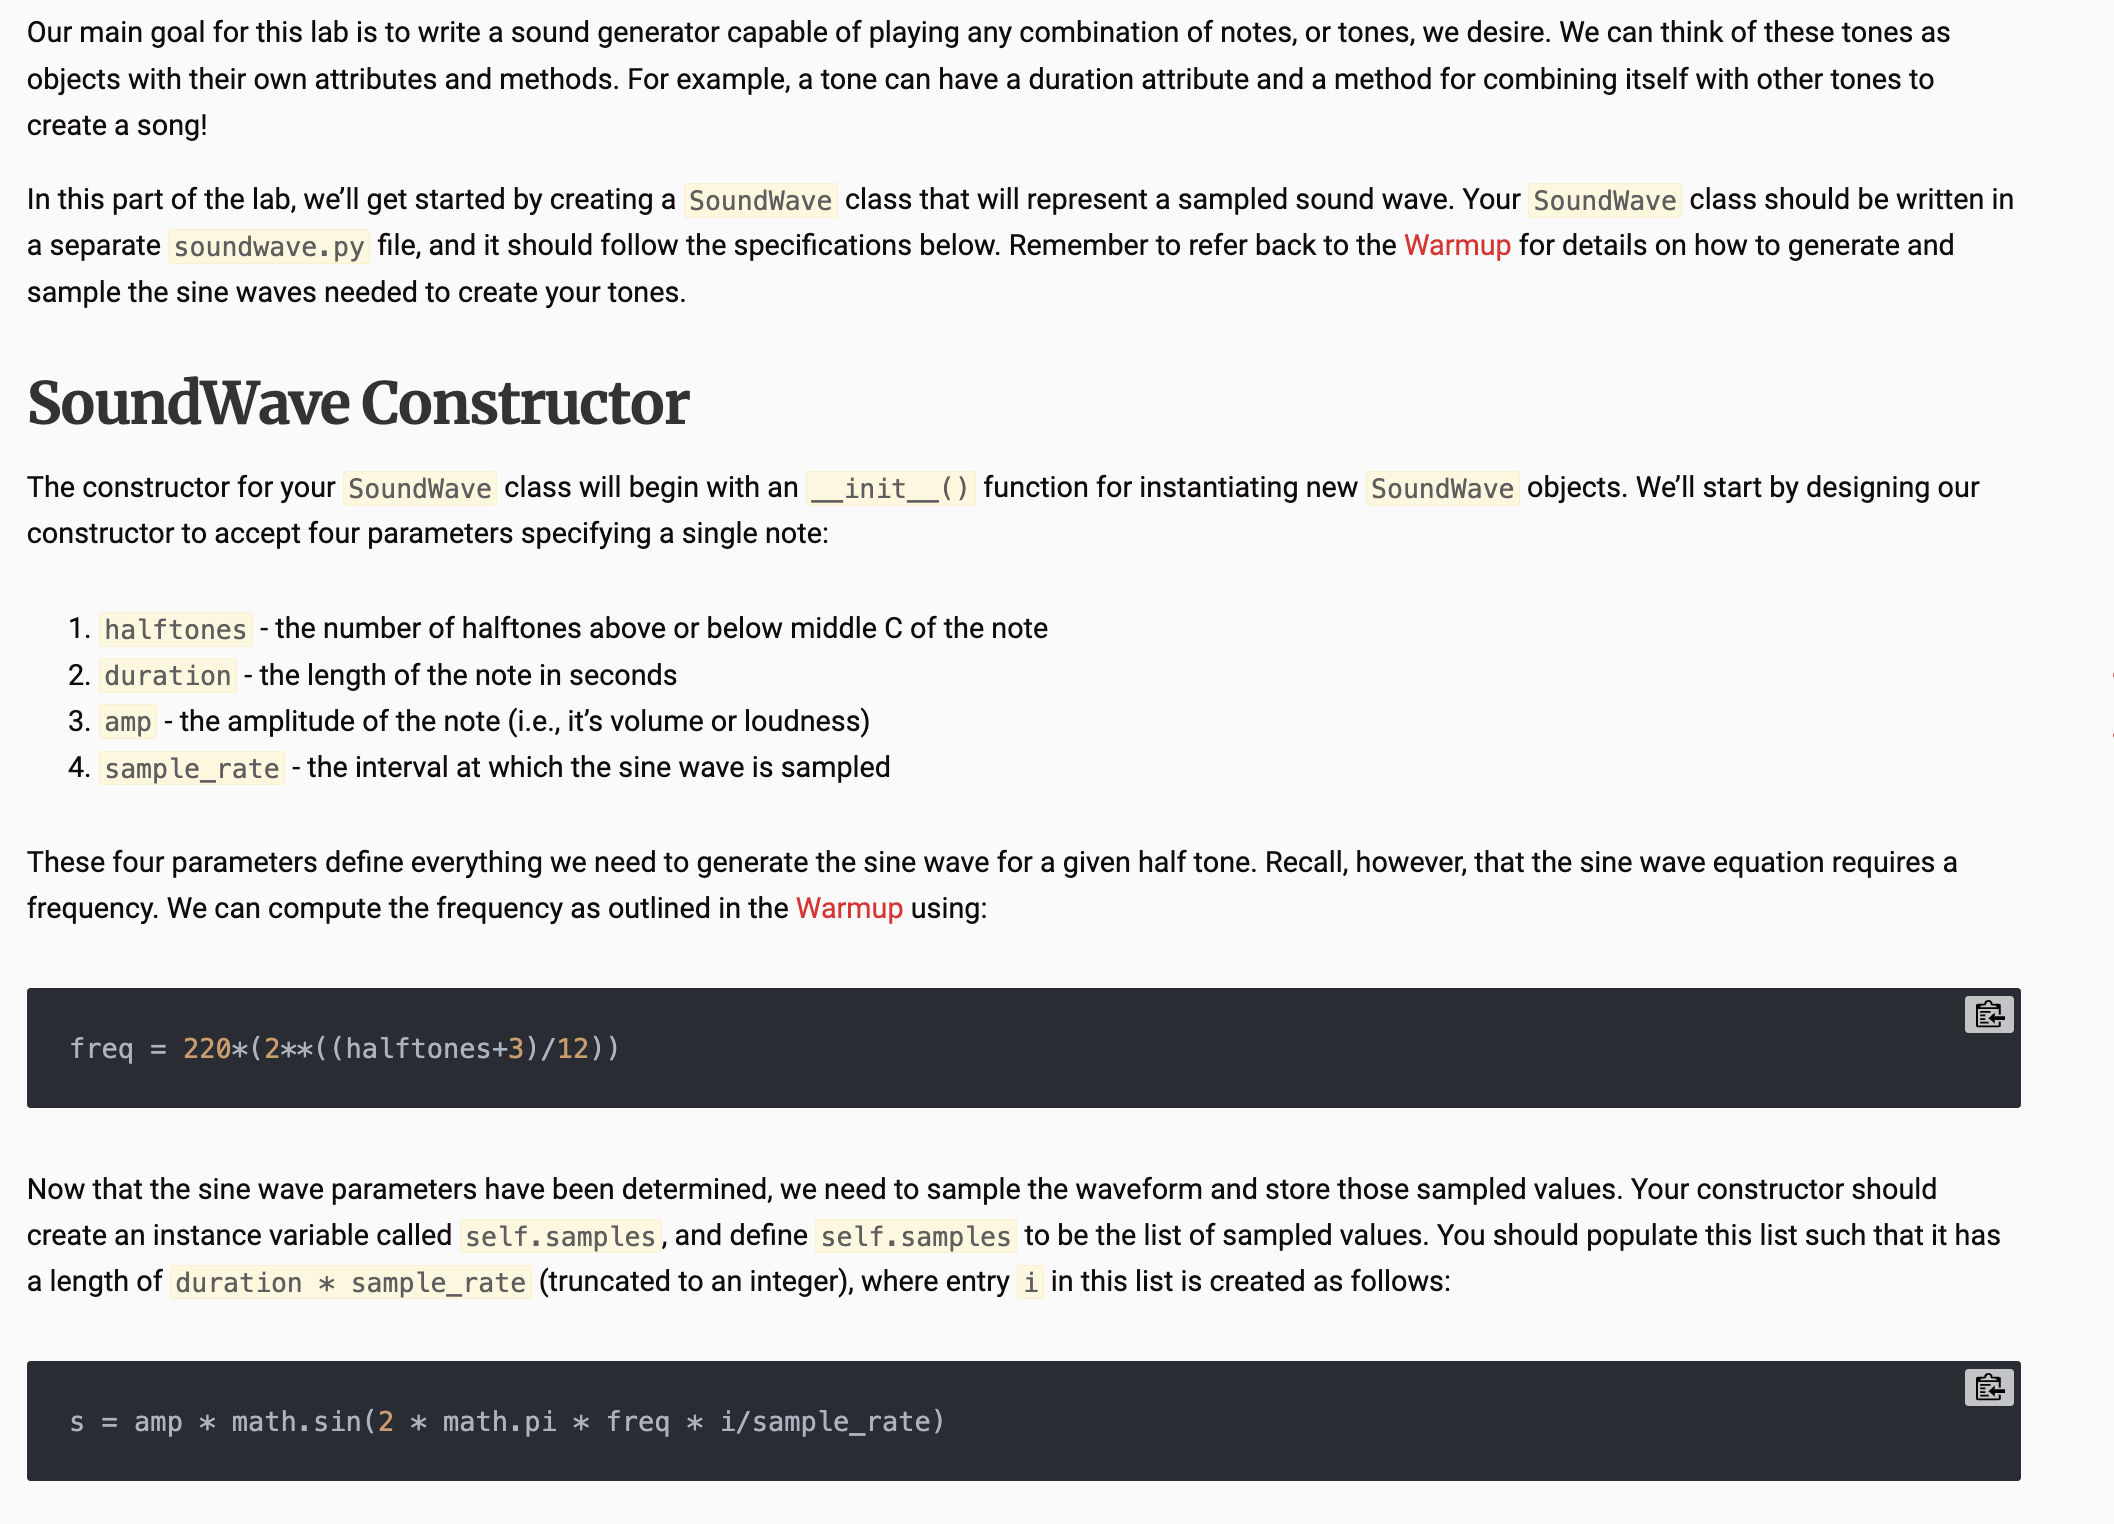 Our main goal for this lab is to write a sound generator capable of playing any combination of notes, or tones, we desire. We can think of these tones as
objects with their own attributes and methods. For example, a tone can have a duration attribute and a method for combining itself with other tones to
create a song!
In this part of the lab, we’ll get started by creating a SoundWave class that will represent a sampled sound wave. Your SoundWave class should be written in
a separate soundwave.py file, and it should follow the specifications below. Remember to refer back to the Warmup for details on how to generate and
sample the sine waves needed to create your tones.
SoundWave Constructor
The constructor for your SoundWave class will begin with an __init__() function for instantiating new SoundWave objects. We’ll start by designing our
constructor to accept four parameters specifying a single note:
1. halftones - the number of halftones above or below middle C of the note
2. duration - the length of the note in seconds
3. amp - the amplitude of the note (i.e., it’s volume or loudness)
4. sample_rate - the interval at which the sine wave is sampled
These four parameters define everything we need to generate the sine wave for a given half tone. Recall, however, that the sine wave equation requires a
frequency. We can compute the frequency as outlined in the Warmup using:
freq = 220*(2**((halftones+3)/12))
Now that the sine wave parameters have been determined, we need to sample the waveform and store those sampled values. Your constructor should
create an instance variable called self.samples, and define self.samples to be the list of sampled values. You should populate this list such that it has
a length of duration * sample_rate (truncated to an integer), where entry i in this list is created as follows:
s = amp * math.sin(2 * math.pi * freq * i/sample_rate)